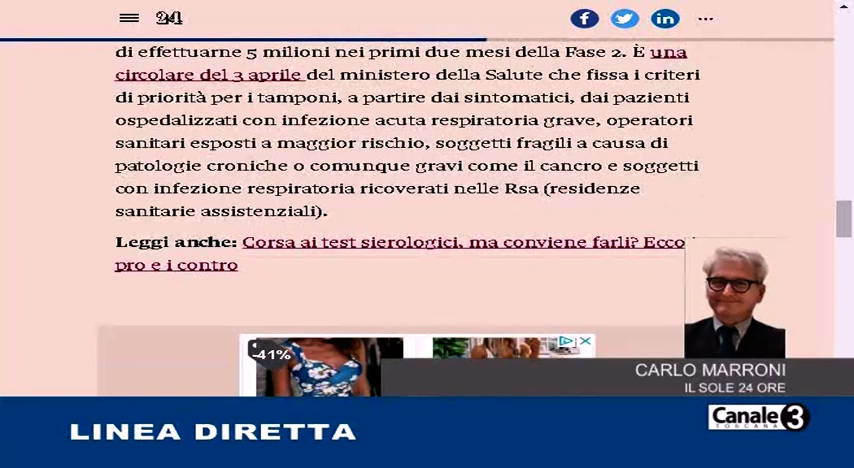 24
di effettuarne 5 milioni nei primi due mesi della Fase 2. È una
circolare del 3 aprile del ministero della Salute che fissa i criteri
di priorità per i tamponi, a partire dai sintomatici, dai pazienti
ospedalizzati con infezione acuta respiratoria grave, operatori
sanitari esposti a maggior rischio, soggetti fragili a causa di
patologie croniche o comunque gravi come il cancro e soggetti
con infezione respiratoria ricoverati nelle Rsa (residenze
sanitarie assistenziali).
Leggi anche: Corsa ai test sierologici, ma conviene farli? Ecco
pro e i contro
-41%
CARLO MARRONI
IL SOLE 24 ORE
LINEA DIRETTA
Canale 3
TOSCANA